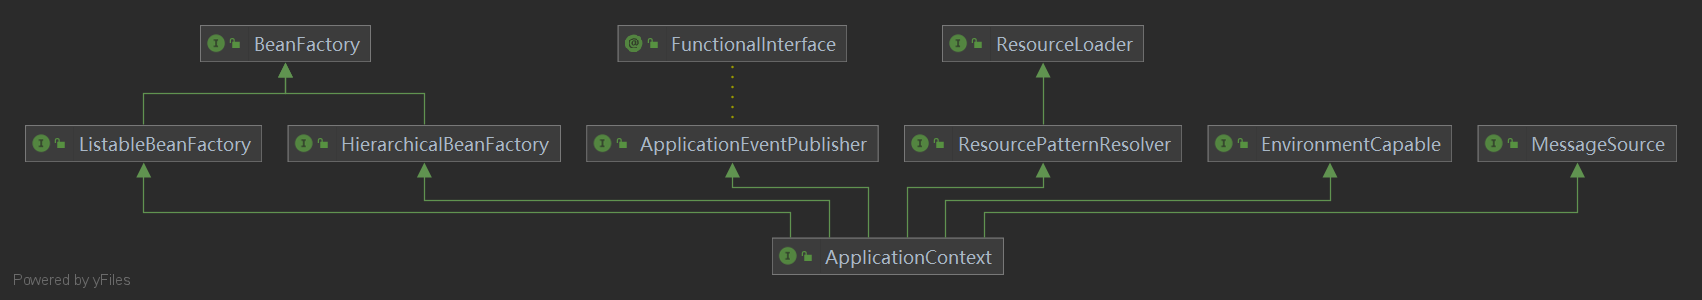 BeanFactory
FunctionalInterface
ResourceLoader
ListableBeanFactory
HierarchicalBeanFactory
ApplicationEventPublisher
ResourcePatternResolver
EnvironmentCapable
MessageSource
ApplicationContext
Powered by yFiles